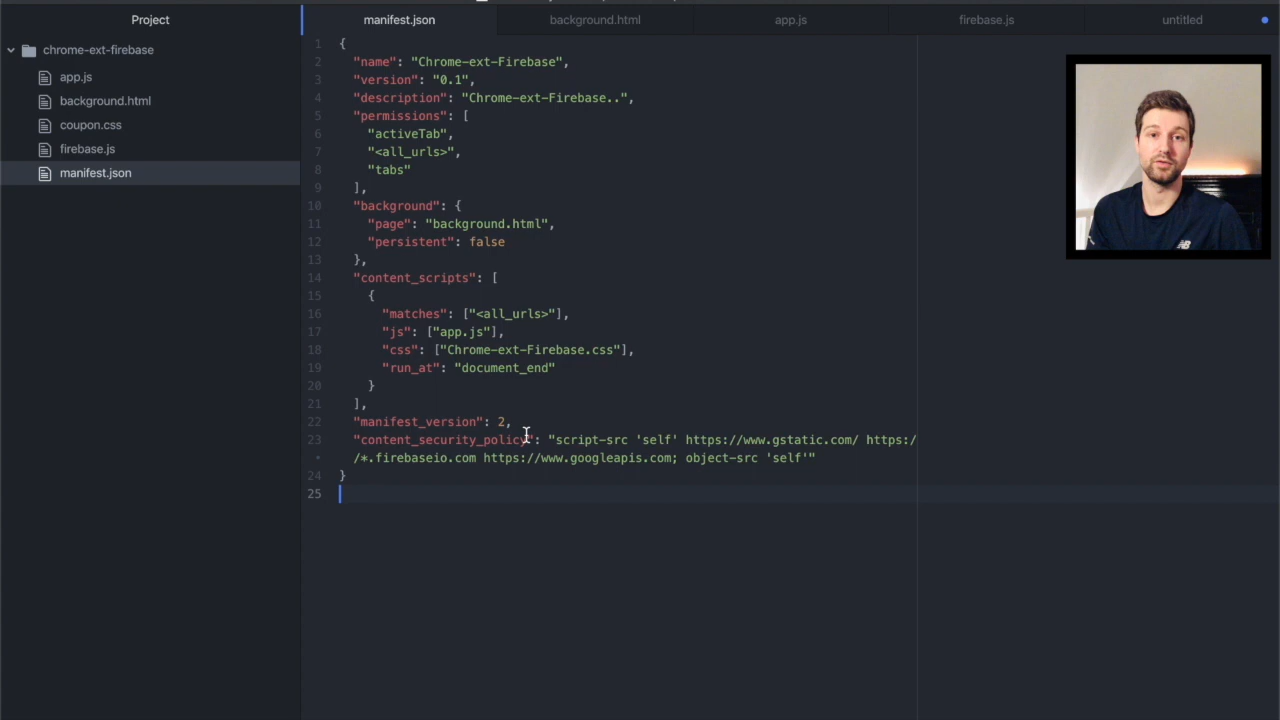 Project
manifest.json
background.html
app.js
firebase.js
untitled
chrome-ext-firebase
app.js
background.html
coupon.css
firebase.js
manifest.json
1 {
2 "name": "Chrome-ext-Firebase",
3 "version": "0.1",
4 "description": "Chrome-ext-Firebase..",
5 "permissions": [
6 "activeTab",
7 "<all_urls>",
8 "tabs"
9 ],
10 "background": {
11 "page": "background.html",
12 "persistent": false
13 },
14 "content_scripts": [
15 {
16 "matches": ["<all_urls>"],
17 "js": ["app.js"],
18 "css": ["Chrome-ext-Firebase.css"],
19 "run_at": "document_end"
20 }
21 ],
22 "manifest_version": 2,
23 "content_security_policy": "script-src 'self' https://www.gstatic.com/ https:/
• /*.firebaseio.com https://www.googleapis.com; object-src 'self'"
24 }
25
NB